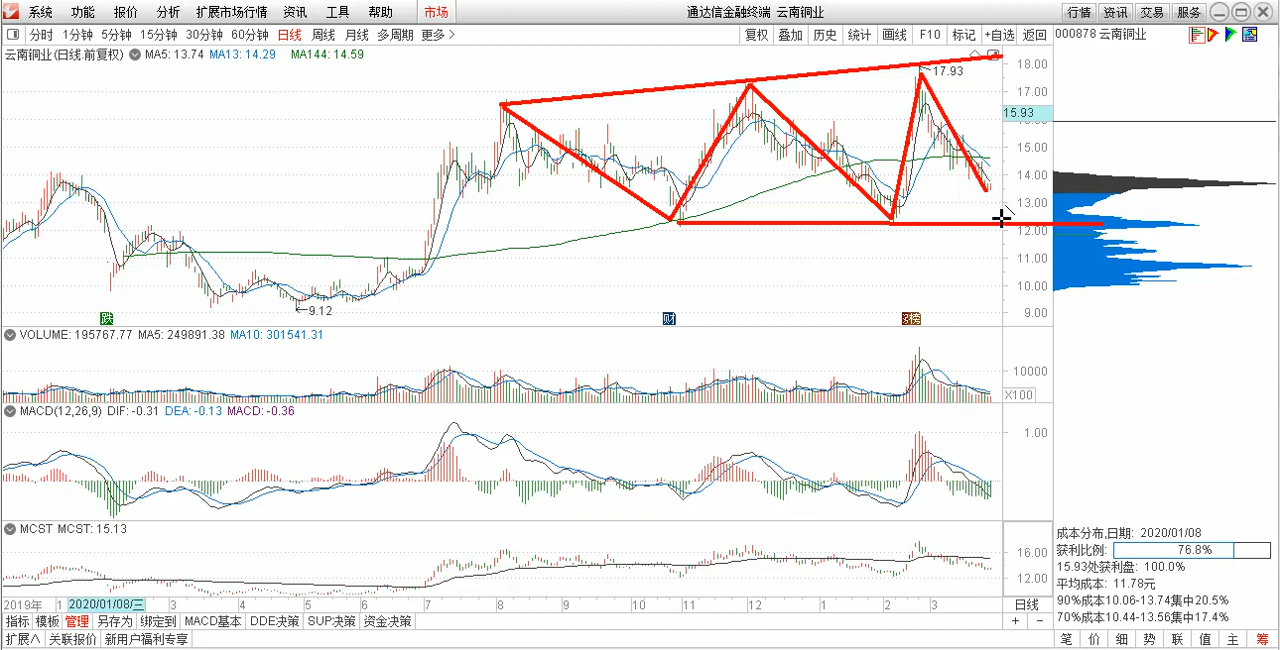 系统 功能 报价 分析 扩展市场行情 资讯 工具 帮助 市场 通达信金融终端 云南铜业 行情 资讯 交易 服务
分时 1分钟 5分钟 15分钟 30分钟 60分钟 日线 周线 月线 多周期 更多> 复权 叠加 历史 统计 画线 F10 标记 +自选 返回 000878 云南铜业
云南铜业(日线.前复权) MA5: 13.74 MA13: 14.29 MA144: 14.59
18.00
17.93
17.00
15.93
15.00
14.00
13.00
12.00
11.00
10.00
9.12
9.00
跌 财 榜
VOLUME: 195767.77 MA5: 249891.38 MA10: 301541.31
10000
X100
MACD(12,26,9) DIF: -0.31 DEA: -0.13 MACD: -0.36
1.00
MCST MCST: 15.13
16.00
12.00
成本分布,日期: 2020/01/08
获利比例: 76.8%
15.93处获利盘: 100.0%
平均成本: 11.78元
90%成本10.06-13.74集中20.5%
70%成本10.44-13.56集中17.4%
2019年 1 2020/01/08/三 3 4 5 6 7 8 9 10 11 12 1 2 3 日线
指标 模板 管理 另存为 绑定到 MACD基本 DDE决策 SUP决策 资金决策 + -
扩展∧ 关联报价 新用户福利专享 笔 价 细 势 联 值 主 筹